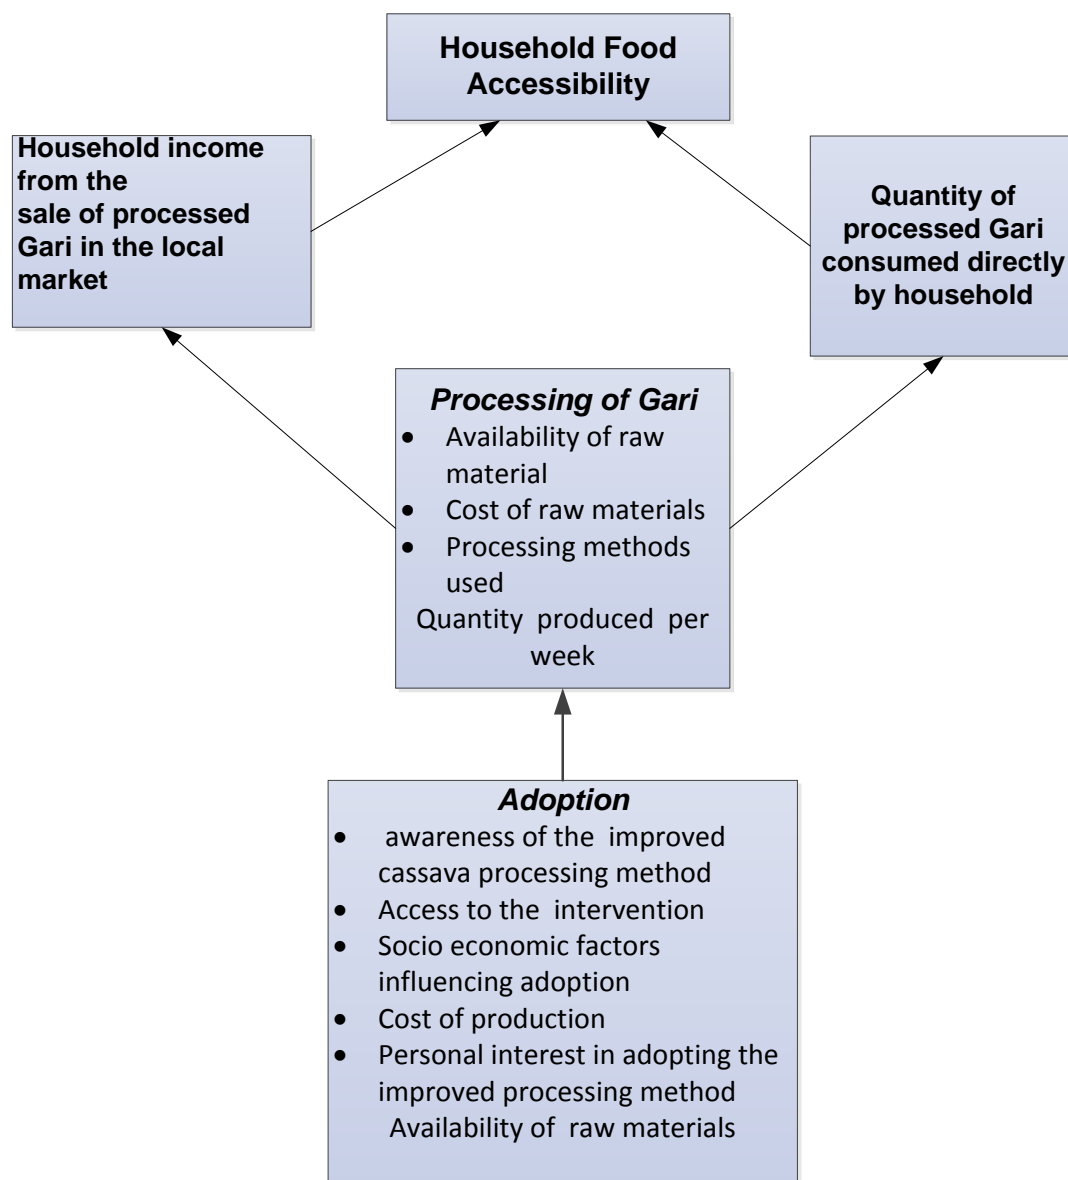 Household Food
Accessibility
Household income
from the
sale of processed
Gari in the local
market
Quantity of
processed Gari
consumed directly
by household
Processing of Gari
• Availability of raw
material
• Cost of raw materials
• Processing methods
used
Quantity produced per
week
Adoption
• awareness of the improved
cassava processing method
• Access to the intervention
• Socio economic factors
influencing adoption
• Cost of production
• Personal interest in adopting the
improved processing method
Availability of raw materials